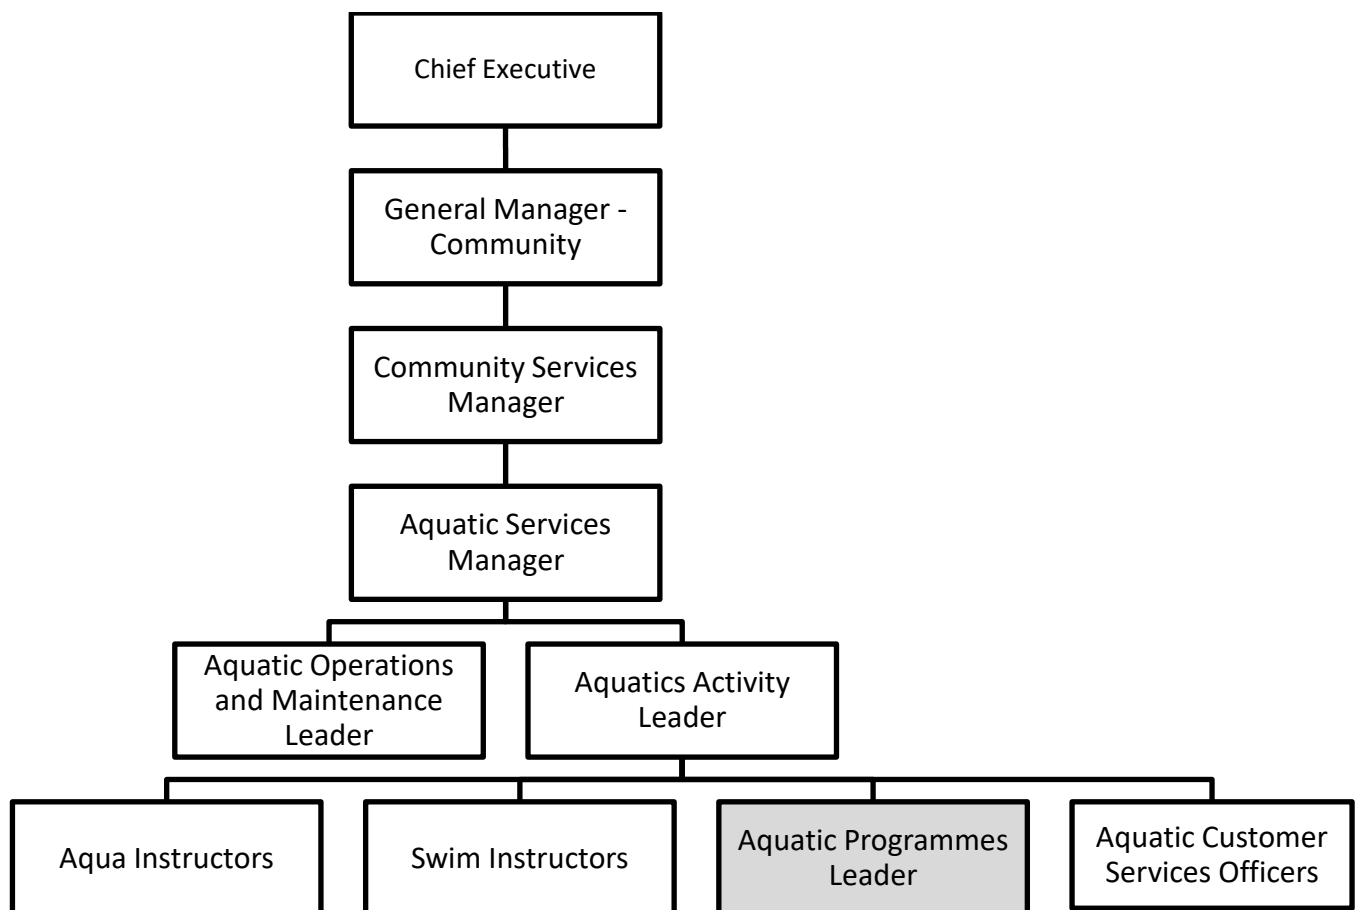 Chief Executive
General Manager -
Community
Community Services
Manager
Aquatic Services
Manager
Aquatic Operations
and Maintenance
Leader
Aquatics Activity
Leader
Aqua Instructors
Swim Instructors
Aquatic Programmes
Leader
Aquatic Customer
Services Officers